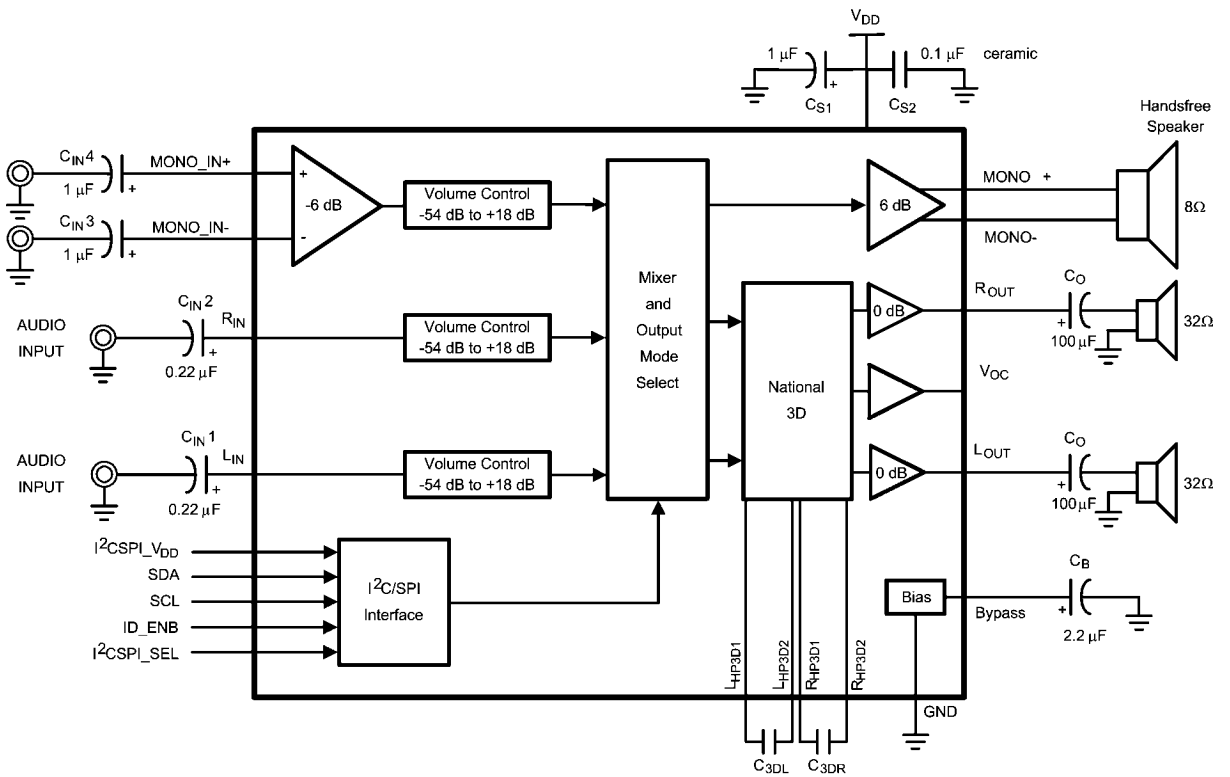 V_DD
1 µF
0.1 µF ceramic
C_S1
C_S2
Handsfree
Speaker
C_IN4
MONO_IN+
1 µF
+
C_IN3
MONO_IN-
1 µF
+
+
-6 dB
-
Volume Control
-54 dB to +18 dB
6 dB
MONO +
MONO-
8Ω
AUDIO
INPUT
C_IN2
R_IN
+
0.22 µF
Volume Control
-54 dB to +18 dB
Mixer
and
Output
Mode
Select
National
3D
0 dB
R_OUT
C_O
+
100 µF
32Ω
V_OC
AUDIO
INPUT
C_IN1
L_IN
+
0.22 µF
Volume Control
-54 dB to +18 dB
0 dB
L_OUT
C_O
+
100 µF
32Ω
I²CSPI_V_DD
SDA
SCL
ID_ENB
I²CSPI_SEL
I²C/SPI
Interface
Bias
Bypass
C_B
+
2.2 µF
L_HP3D1
L_HP3D2
R_HP3D1
R_HP3D2
GND
C_3DL
C_3DR
+